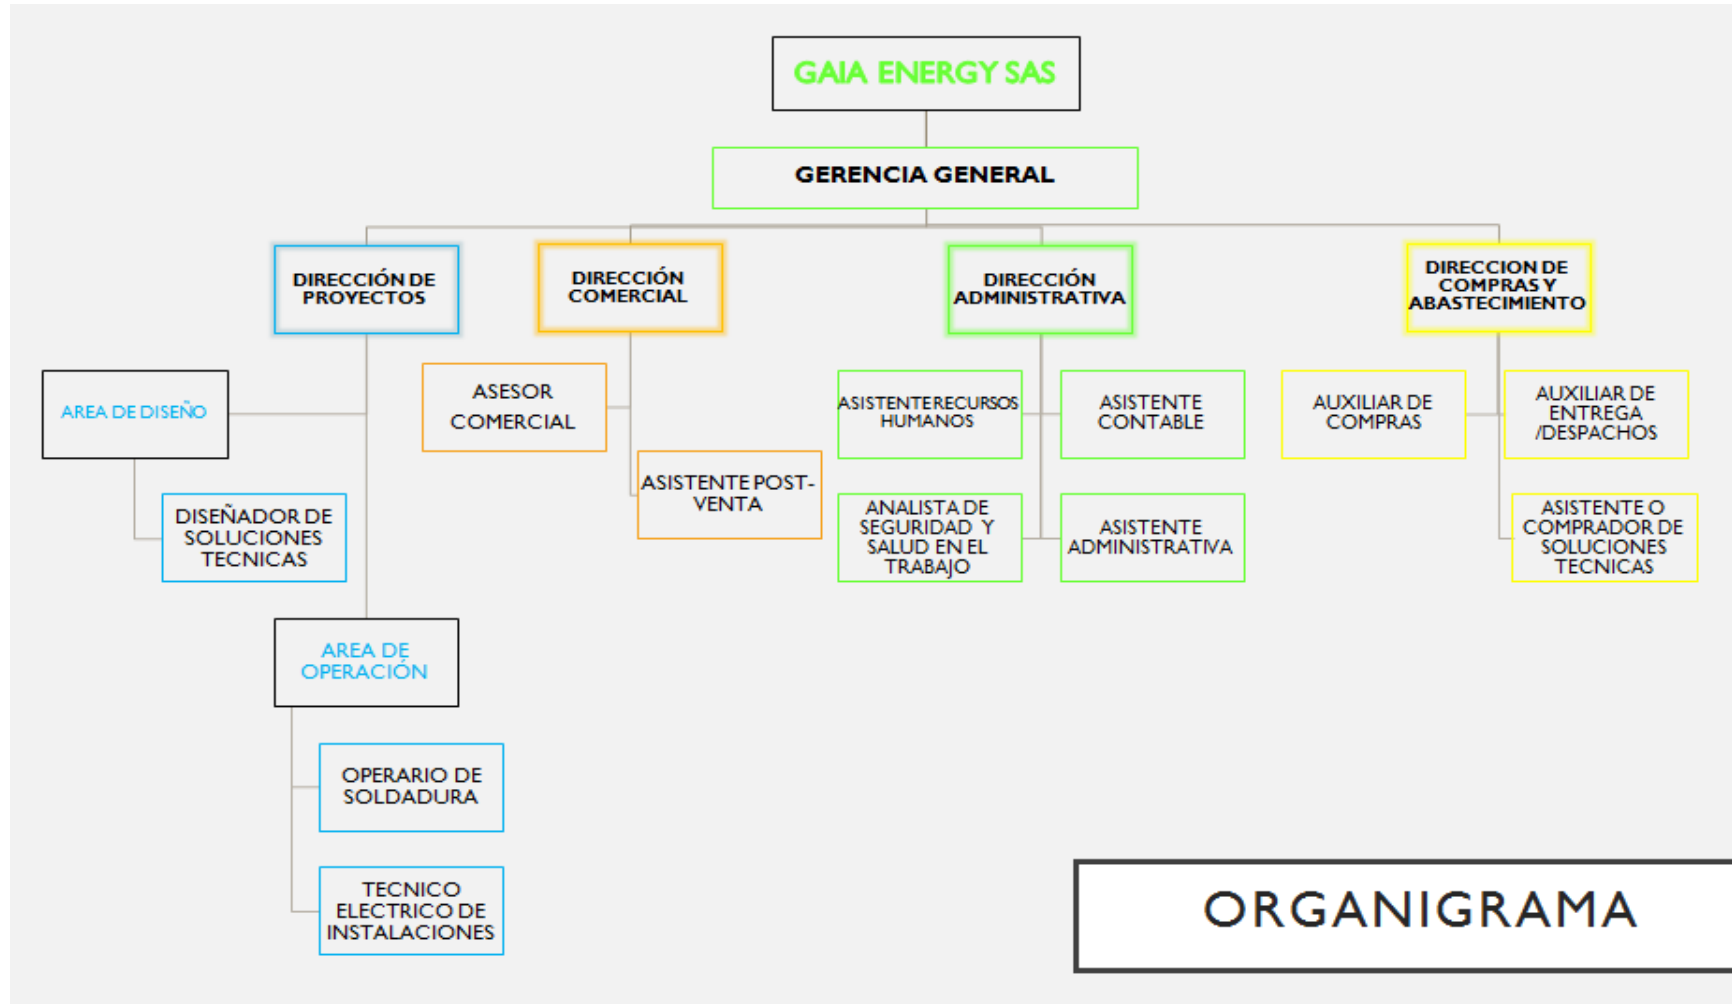 GAIA ENERGY SAS
GERENCIA GENERAL
DIRECCIÓN DE
PROYECTOS
DIRECCIÓN
COMERCIAL
DIRECCIÓN
ADMINISTRATIVA
DIRECCION DE
COMPRAS Y
ABASTECIMIENTO
AREA DE DISEÑO
ASESOR
COMERCIAL
ASISTENTE RECURSOS
HUMANOS
ASISTENTE
CONTABLE
AUXILIAR DE
COMPRAS
AUXILIAR DE
ENTREGA
/DESPACHOS
DISEÑADOR DE
SOLUCIONES
TECNICAS
ASISTENTE POST-
VENTA
ANALISTA DE
SEGURIDAD Y
SALUD EN EL
TRABAJO
ASISTENTE
ADMINISTRATIVA
ASISTENTE O
COMPRADOR DE
SOLUCIONES
TECNICAS
AREA DE
OPERACIÓN
OPERARIO DE
SOLDADURA
TECNICO
ELECTRICO DE
INSTALACIONES
ORGANIGRAMA